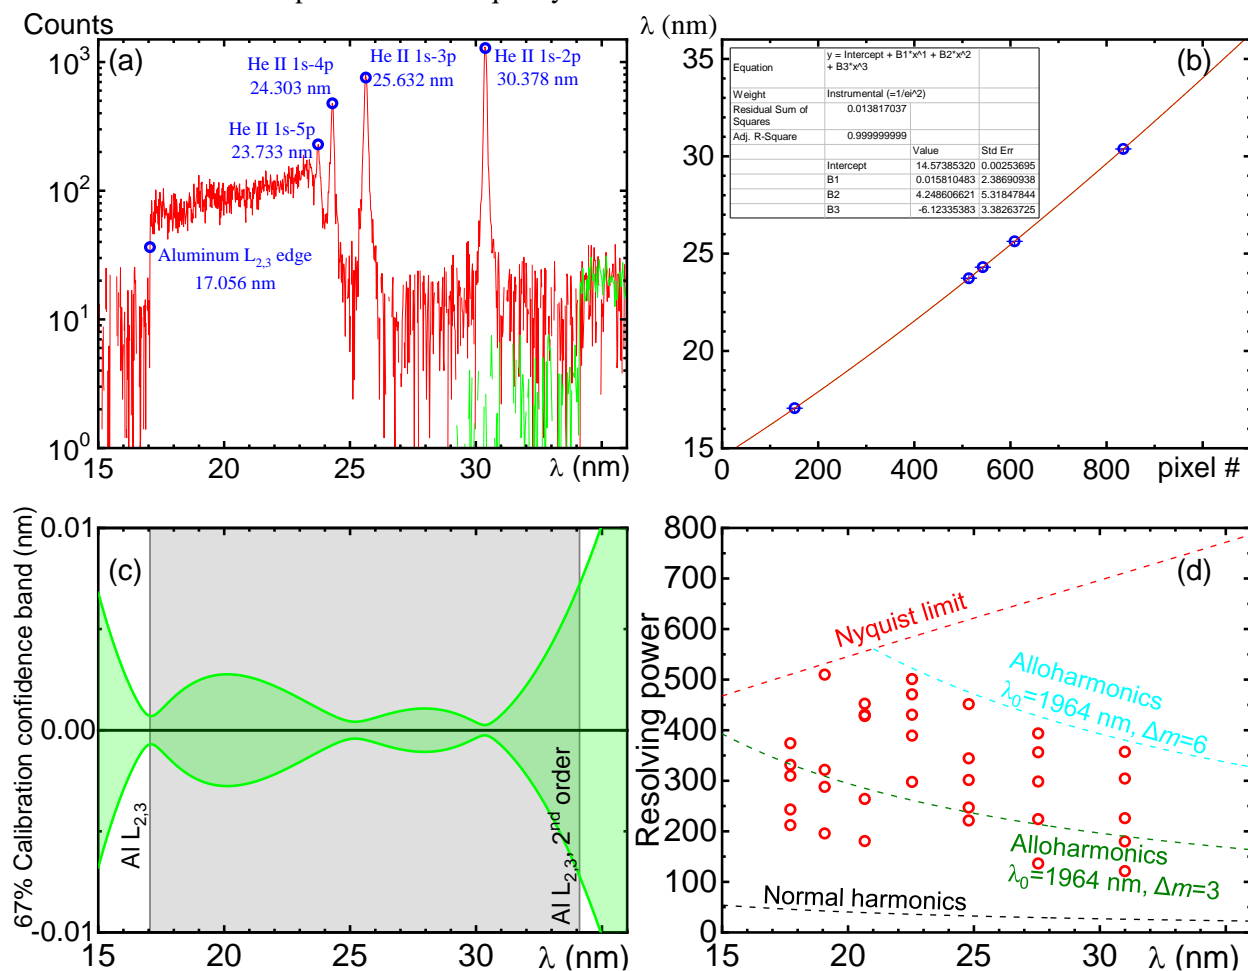 Counts
(a)
He II 1s-4p
24.303 nm
He II 1s-3p
25.632 nm
He II 1s-2p
30.378 nm
He II 1s-5p
23.733 nm
Aluminum L2,3 edge
17.056 nm
10^3
10^2
10^1
10^0
15 20 25 30 λ (nm)
λ (nm)
(b)
Equation y = Intercept + B1*x^1 + B2*x^2 + B3*x^3
Weight Instrumental (=1/ei^2)
Residual Sum of Squares 0.013817037
Adj. R-Square 0.999999999
Value Std Err
Intercept 14.57385320 0.00253695
B1 0.015810483 2.38690938
B2 4.248606621 5.31847844
B3 -6.12335383 3.38263725
35
30
25
20
15
0 200 400 600 800 pixel #
67% Calibration confidence band (nm)
(c)
0.01
0.00
-0.01
Al L2,3
Al L2,3, 2nd order
15 20 25 30 λ (nm)
Resolving power
(d)
800
700
600
500
400
300
200
100
0
Nyquist limit
Alloharmonics
λ0=1964 nm, Δm=6
Alloharmonics
λ0=1964 nm, Δm=3
Normal harmonics
15 20 25 30 λ (nm)